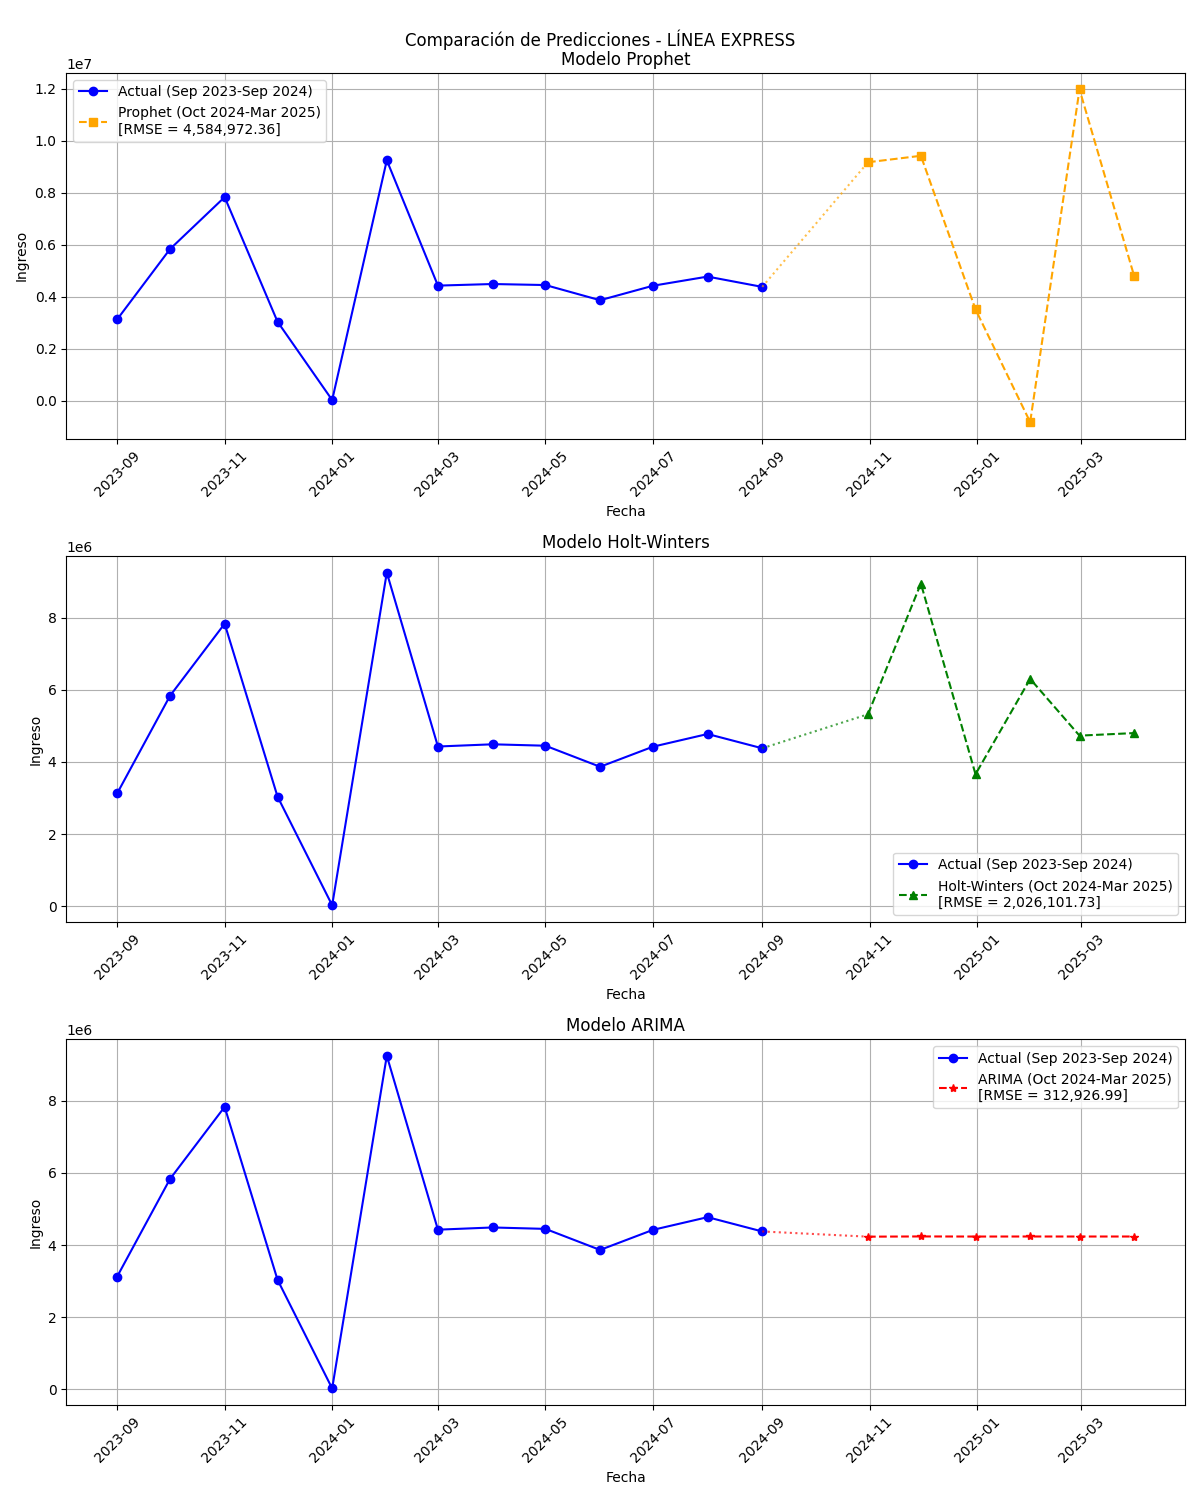 Comparación de Predicciones - LÍNEA EXPRESS
Modelo Prophet
1e7
Actual (Sep 2023-Sep 2024)
Prophet (Oct 2024-Mar 2025)
[RMSE = 4,584,972.36]
1.2
1.0
0.8
0.6
0.4
0.2
0.0
Ingreso
2023-09
2023-11
2024-01
2024-03
2024-05
2024-07
2024-09
2024-11
2025-01
2025-03
Fecha
Modelo Holt-Winters
1e6
8
6
4
2
0
Ingreso
Actual (Sep 2023-Sep 2024)
Holt-Winters (Oct 2024-Mar 2025)
[RMSE = 2,026,101.73]
2023-09
2023-11
2024-01
2024-03
2024-05
2024-07
2024-09
2024-11
2025-01
2025-03
Fecha
Modelo ARIMA
1e6
Actual (Sep 2023-Sep 2024)
ARIMA (Oct 2024-Mar 2025)
[RMSE = 312,926.99]
8
6
4
2
0
Ingreso
2023-09
2023-11
2024-01
2024-03
2024-05
2024-07
2024-09
2024-11
2025-01
2025-03
Fecha